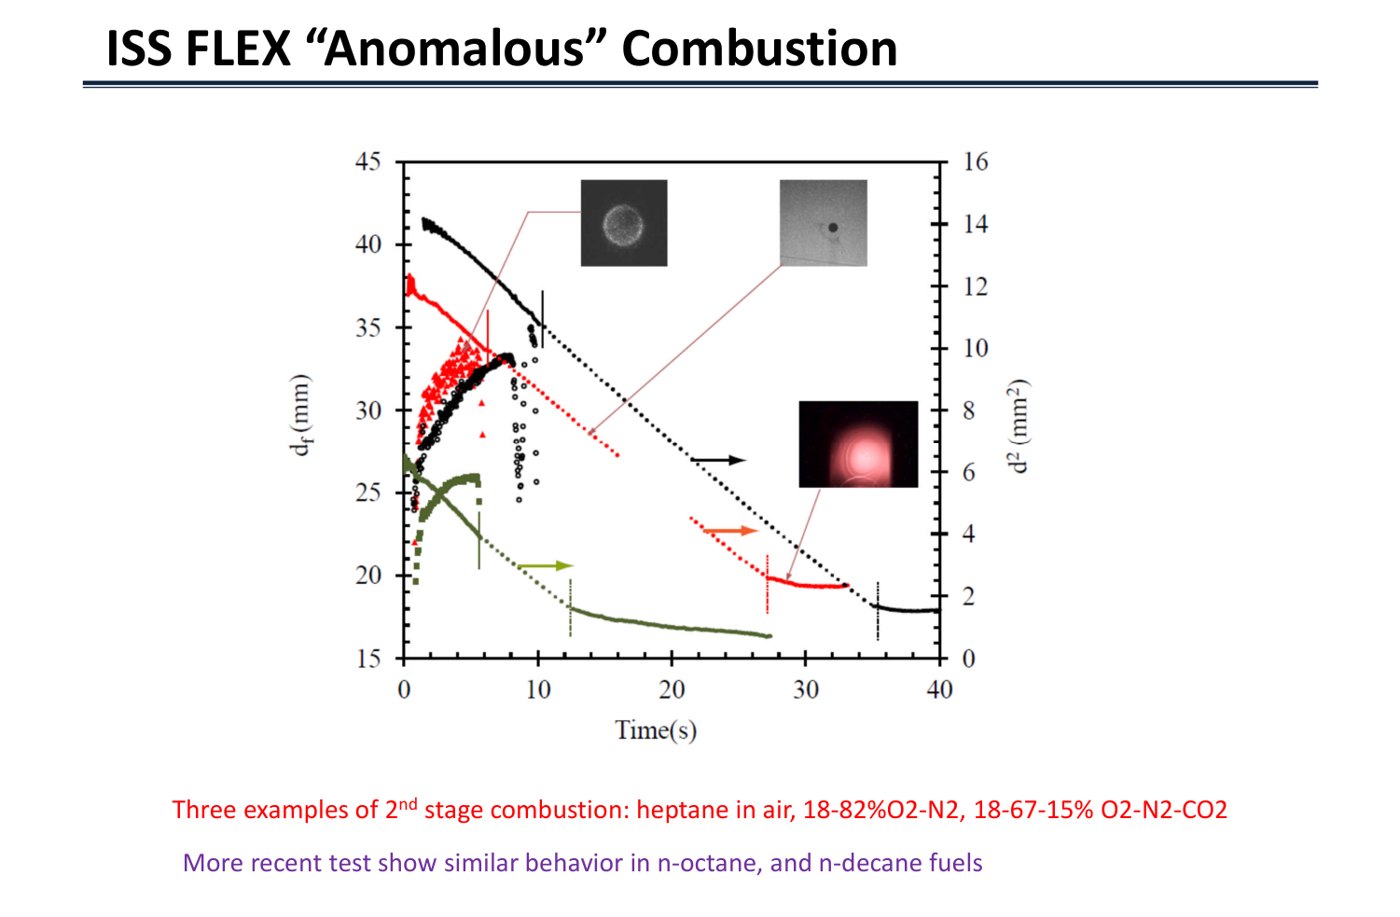 ISS FLEX “Anomalous” Combustion
45
40
35
30
25
20
15
16
14
12
10
8
6
4
2
0
df (mm)
d² (mm²)
0 10 20 30 40
Time(s)
Three examples of 2nd stage combustion: heptane in air, 18-82%O2-N2, 18-67-15% O2-N2-CO2
More recent test show similar behavior in n-octane, and n-decane fuels